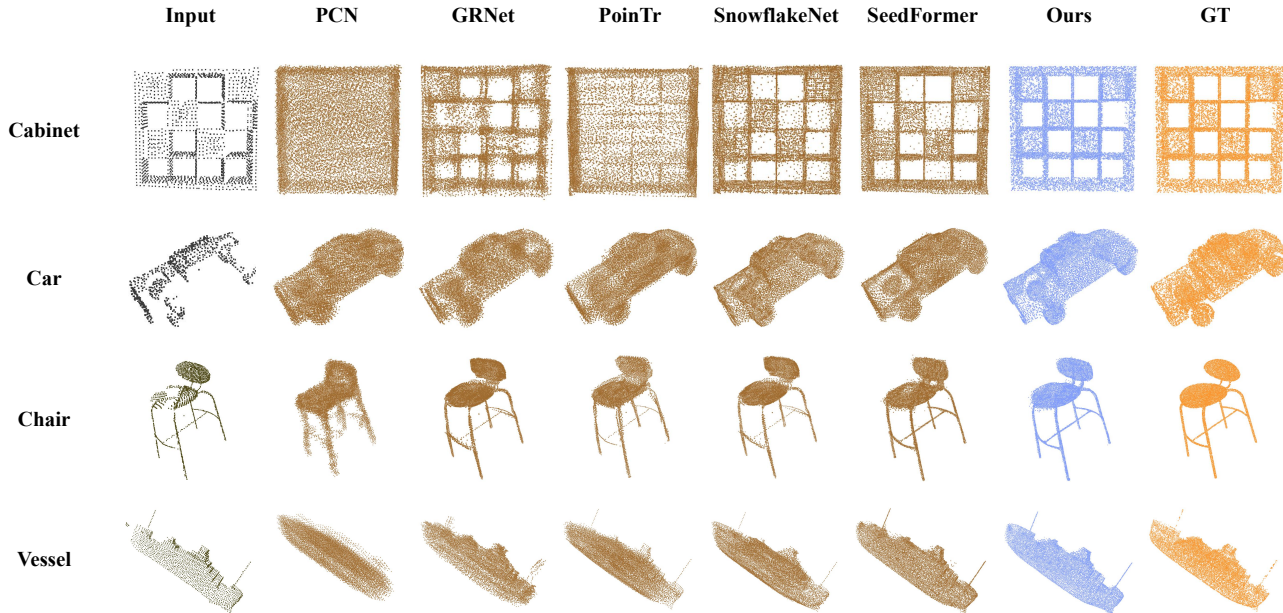 Input PCN GRNet PoinTr SnowflakeNet SeedFormer Ours GT
Cabinet
Car
Chair
Vessel